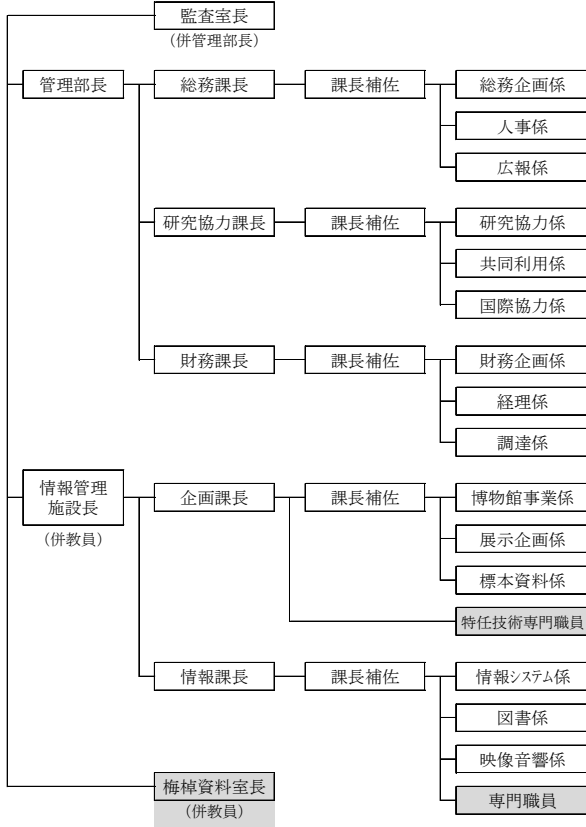 監査室長
(併管理部長)
管理部長
総務課長
課長補佐
総務企画係
人事係
広報係
研究協力課長
課長補佐
研究協力係
共同利用係
国際協力係
財務課長
課長補佐
財務企画係
経理係
調達係
情報管理
施設長
(併教員)
企画課長
課長補佐
博物館事業係
展示企画係
標本資料係
特任技術専門職員
情報課長
課長補佐
情報システム係
図書係
映像音響係
専門職員
梅棹資料室長
(併教員)